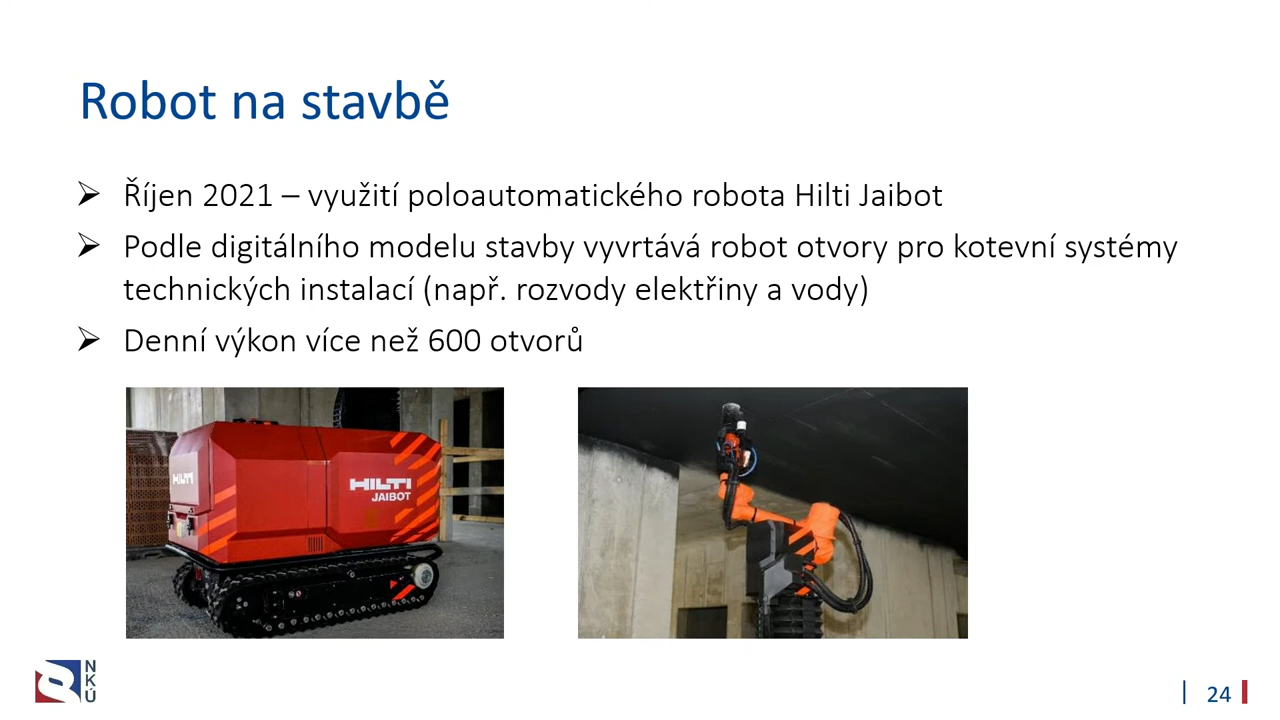 Robot na stavbě
Říjen 2021 – využití poloautomatického robota Hilti Jaibot
Podle digitálního modelu stavby vyvrtává robot otvory pro kotevní systémy
technických instalací (např. rozvody elektřiny a vody)
Denní výkon více než 600 otvorů
HILTI
HILTI
JAIBOT
NKÚ
24